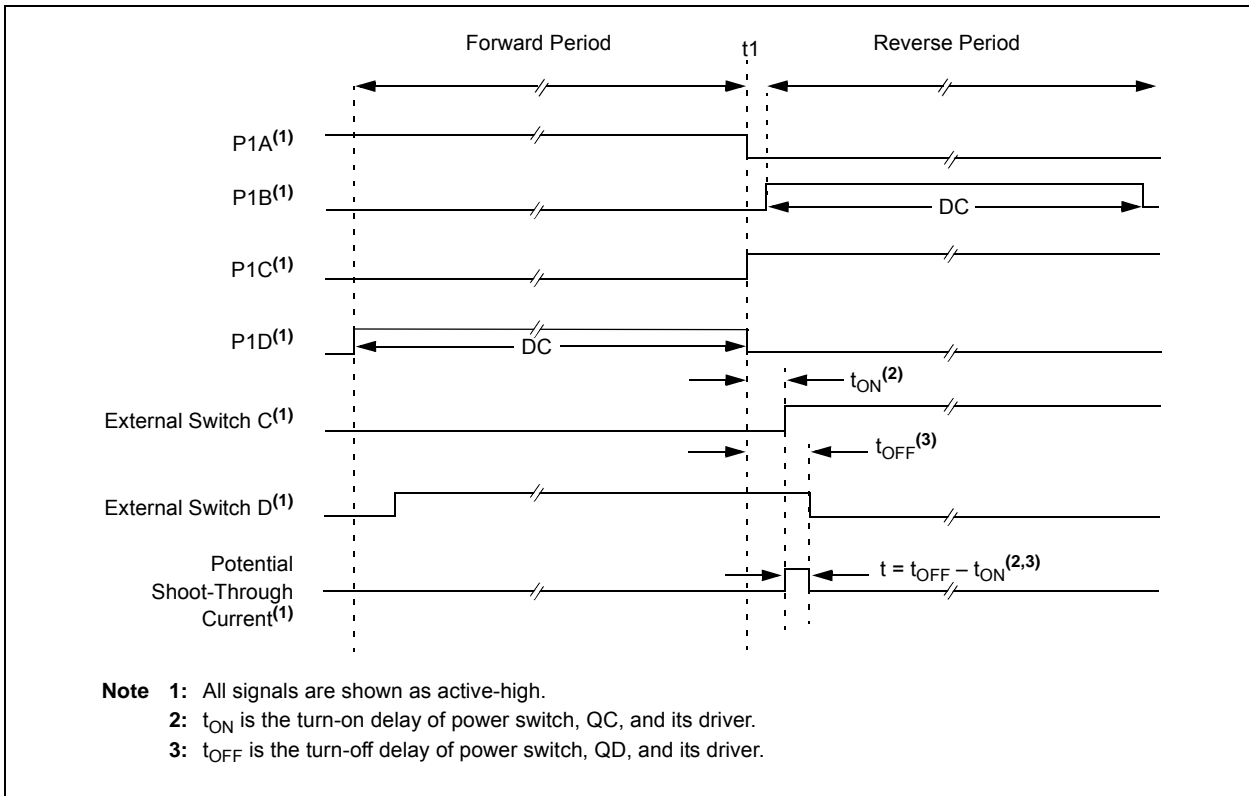 Forward Period
t1
Reverse Period
P1A(1)
P1B(1)
DC
P1C(1)
P1D(1)
DC
tON(2)
External Switch C(1)
tOFF(3)
External Switch D(1)
Potential
Shoot-Through
Current(1)
t = tOFF – tON(2,3)
Note 1: All signals are shown as active-high.
2: tON is the turn-on delay of power switch, QC, and its driver.
3: tOFF is the turn-off delay of power switch, QD, and its driver.